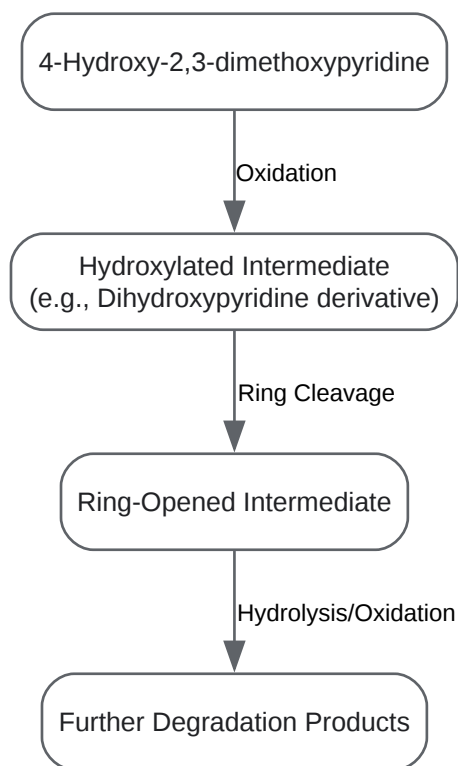 4-Hydroxy-2,3-dimethoxypyridine
Oxidation
Hydroxylated Intermediate
(e.g., Dihydroxypyridine derivative)
Ring Cleavage
Ring-Opened Intermediate
Hydrolysis/Oxidation
Further Degradation Products